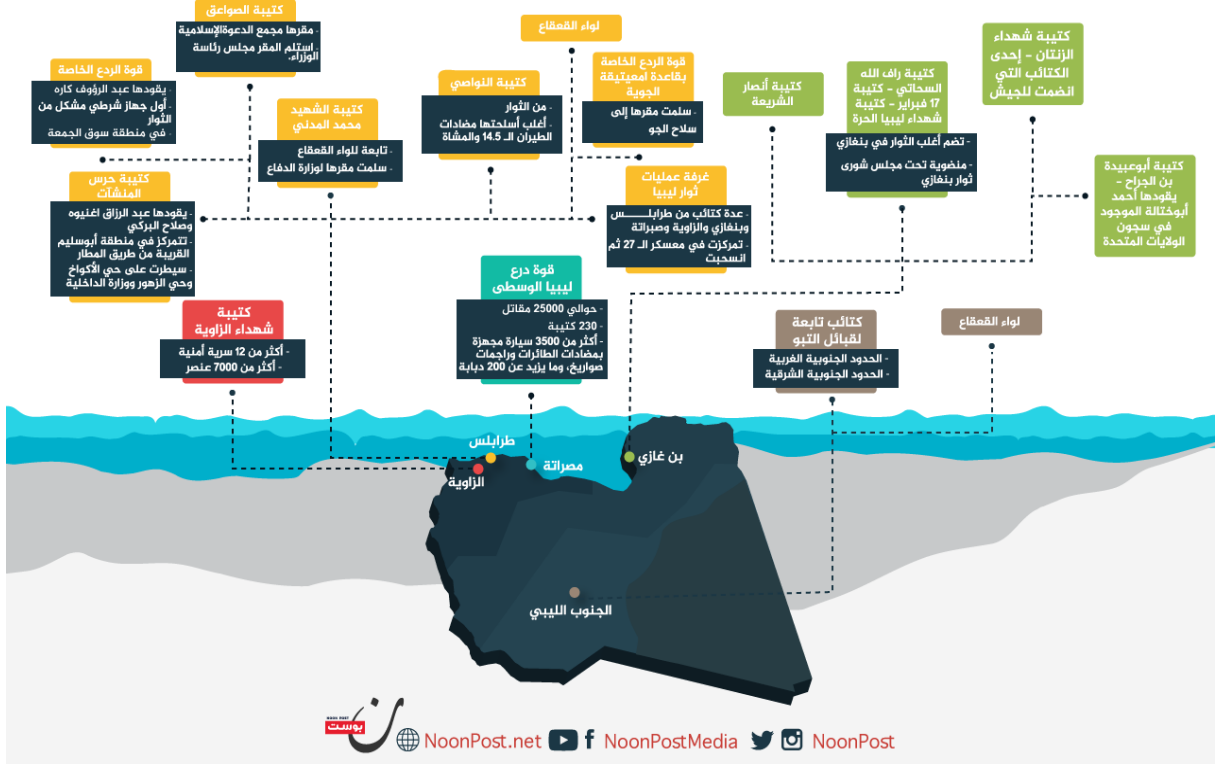 كتيبة الصواعق
- مقرها مجمع الدعوةالإسلامية
- استلم المقر مجلس رئاسة
الوزراء.
لواء القعقاع
كتيبة شهداء
الزنتان – إحدى
الكتائب التي
انضمت للجيش
قوة الردع الخاصة
- يقودها عبد الرؤوف كاره
- أول جهاز شرطي مشكل من
الثوار
- في منطقة سوق الجمعة
كتيبة الشهيد
محمد المدني
- تابعة للواء القعقاع
- سلمت مقرها لوزارة الدفاع
كتيبة النواصي
- من الثوار
- أغلب أسلحتها مضادات
الطيران الـ 14.5 والمشاة
قوة الردع الخاصة
بقاعدة امعيتيقة
الجوية
- سلمت مقرها إلى
سلاح الجو
كتيبة أنصار
الشريعة
كتيبة راف الله
السحاتي – كتيبة
17 فبراير – كتيبة
شهداء ليبيا الحرة
- تضم أغلب الثوار في بنغازي
- منضوية تحت مجلس شورى
ثوار بنغازي
كتيبة أبوعبيدة
بن الجراح –
يقودها أحمد
أبوختالة الموجود
في سجون
الولايات المتحدة
كتيبة حرس
المنشآت
- يقودها عبد الرزاق اغنيوه
وصلاح البركي
- تتمركز في منطقة أبوسليم
القريبة من طريق المطار
- سيطرت على حي الأكواخ
وحي الزهور ووزارة الداخلية
غرفة عمليات
ثوار ليبيا
- عدة كتائب من طرابلـــــس
وبنغازي والزاوية وصبراتة
- تمركزت في معسكر الـ 27 ثم
انسحبت
كتيبة
شهداء الزاوية
- أكثر من 12 سرية أمنية
- أكثر من 7000 عنصر
قوة درع
ليبيا الوسطى
- حوالي 25000 مقاتل
- 230 كتيبة
- أكثر من 3500 سيارة مجهزة
بمضادات الطائرات وراجمات
صواريخ، وما يزيد عن 200 دبابة
كتائب تابعة
لقبائل التبو
- الحدود الجنوبية الغربية
- الحدود الجنوبية الشرقية
لواء القعقاع
طرابلس
الزاوية
مصراتة
بن غازي
الجنوب الليبي
NOON POST
ن بوست
NoonPost.net
NoonPostMedia
NoonPost